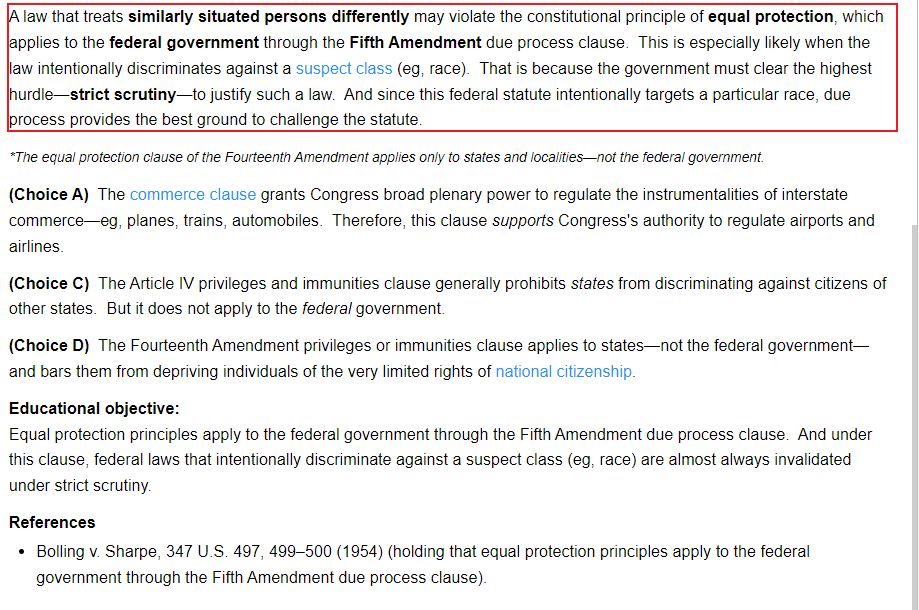 A law that treats similarly situated persons differently may violate the constitutional principle of equal protection, which
applies to the federal government through the Fifth Amendment due process clause.  This is especially likely when the
law intentionally discriminates against a suspect class (eg, race).  That is because the government must clear the highest
hurdle—strict scrutiny—to justify such a law.  And since this federal statute intentionally targets a particular race, due
process provides the best ground to challenge the statute.
*The equal protection clause of the Fourteenth Amendment applies only to states and localities—not the federal government.
(Choice A)  The commerce clause grants Congress broad plenary power to regulate the instrumentalities of interstate
commerce—eg, planes, trains, automobiles.  Therefore, this clause supports Congress's authority to regulate airports and
airlines.
(Choice C)  The Article IV privileges and immunities clause generally prohibits states from discriminating against citizens of
other states.  But it does not apply to the federal government.
(Choice D)  The Fourteenth Amendment privileges or immunities clause applies to states—not the federal government—
and bars them from depriving individuals of the very limited rights of national citizenship.
Educational objective:
Equal protection principles apply to the federal government through the Fifth Amendment due process clause.  And under
this clause, federal laws that intentionally discriminate against a suspect class (eg, race) are almost always invalidated
under strict scrutiny.
References
• Bolling v. Sharpe, 347 U.S. 497, 499–500 (1954) (holding that equal protection principles apply to the federal
government through the Fifth Amendment due process clause).